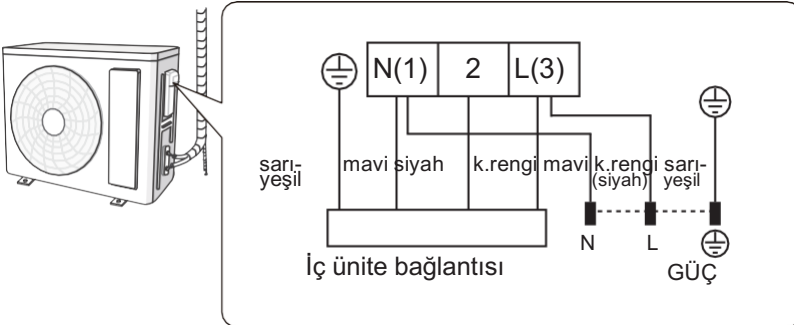 N(1) 2 L(3)
sarı-
yeşil
mavi siyah k.rengi mavi k.rengi
(siyah)
sarı-
yeşil
N L
İç ünite bağlantısı
GÜÇ